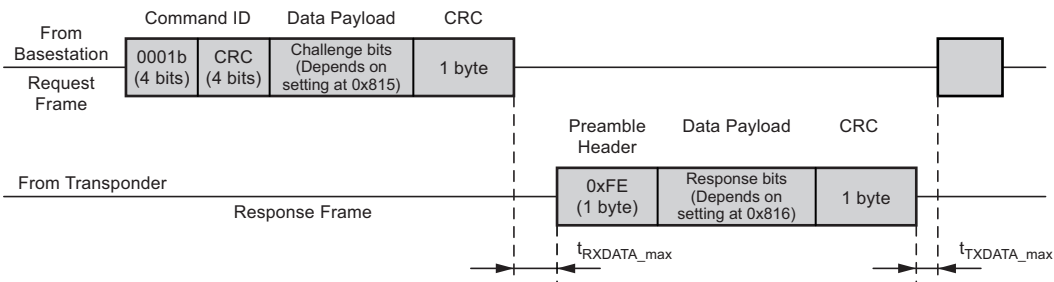 Command ID
Data Payload
CRC
From
Basestation
0001b
(4 bits)
CRC
(4 bits)
Challenge bits
(Depends on
setting at 0x815)
1 byte
Request
Frame
Preamble
Header
Data Payload
CRC
From Transponder
0xFE
(1 byte)
Response bits
(Depends on
setting at 0x816)
1 byte
Response Frame
tRXDATA_max
tTXDATA_max